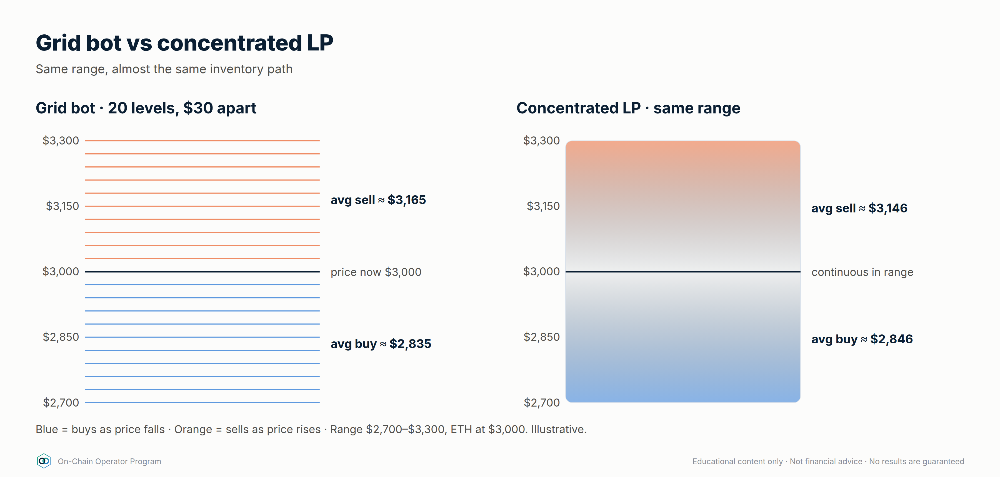 Grid bot vs concentrated LP
Same range, almost the same inventory path
Grid bot · 20 levels, $30 apart
$3,300
$3,150
avg sell ≈ $3,165
$3,000
price now $3,000
$2,850
avg buy ≈ $2,835
$2,700
Concentrated LP · same range
$3,300
$3,150
avg sell ≈ $3,146
$3,000
continuous in range
$2,850
avg buy ≈ $2,846
$2,700
Blue = buys as price falls · Orange = sells as price rises · Range $2,700–$3,300, ETH at $3,000. Illustrative.
On-Chain Operator Program
Educational content only · Not financial advice · No results are guaranteed